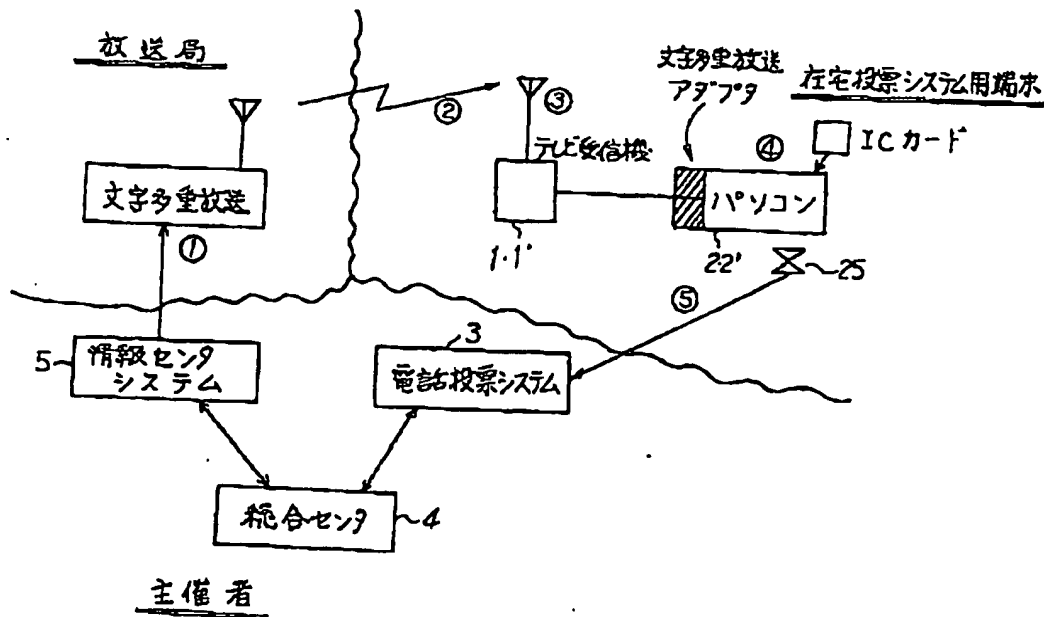 放送局
文字多重放送
①
②
③
テレビ受信機
1・1'
文字多重放送
アダプタ
在宅投票システム用端末
④
ICカード
パソコン
2・2'
25
⑤
5
情報センタ
システム
3
電話投票システム
総合センタ
4
主催者